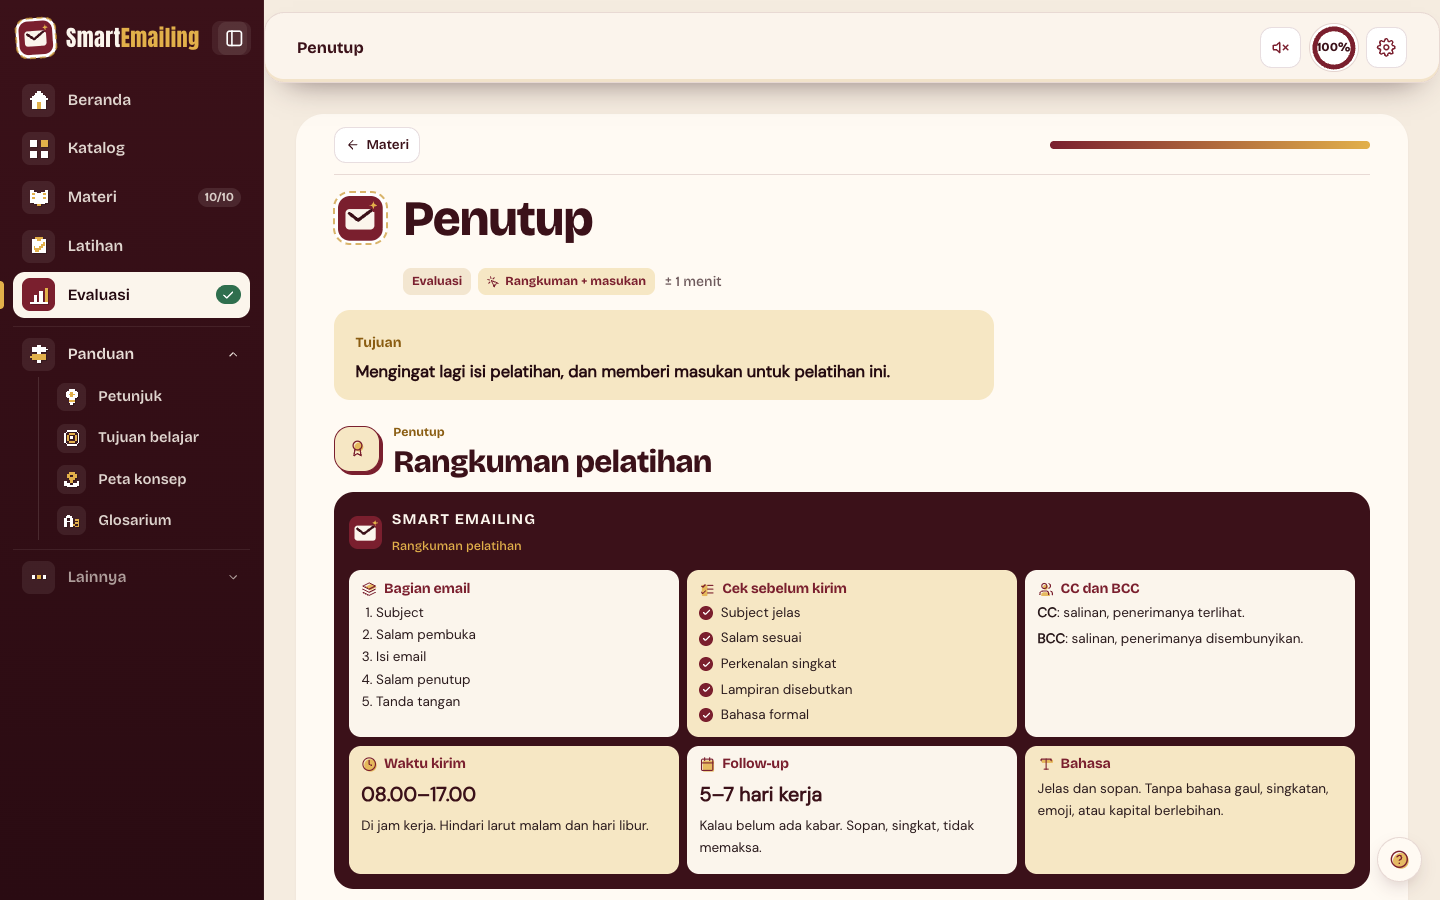 SmartEmailing
Beranda
Katalog
Materi
10/10
Latihan
Evaluasi
Panduan
Petunjuk
Tujuan belajar
Peta konsep
Glosarium
Lainnya
Penutup
100%
Materi
Penutup
Evaluasi
Rangkuman + masukan
± 1 menit
Tujuan
Mengingat lagi isi pelatihan, dan memberi masukan untuk pelatihan ini.
Penutup
Rangkuman pelatihan
SMART EMAILING
Rangkuman pelatihan
Bagian email
1. Subject
2. Salam pembuka
3. Isi email
4. Salam penutup
5. Tanda tangan
Cek sebelum kirim
Subject jelas
Salam sesuai
Perkenalan singkat
Lampiran disebutkan
Bahasa formal
CC dan BCC
CC: salinan, penerimanya terlihat.
BCC: salinan, penerimanya disembunyikan.
Waktu kirim
08.00–17.00
Di jam kerja. Hindari larut malam dan hari libur.
Follow-up
5–7 hari kerja
Kalau belum ada kabar. Sopan, singkat, tidak
memaksa.
Bahasa
Jelas dan sopan. Tanpa bahasa gaul, singkatan,
emoji, atau kapital berlebihan.